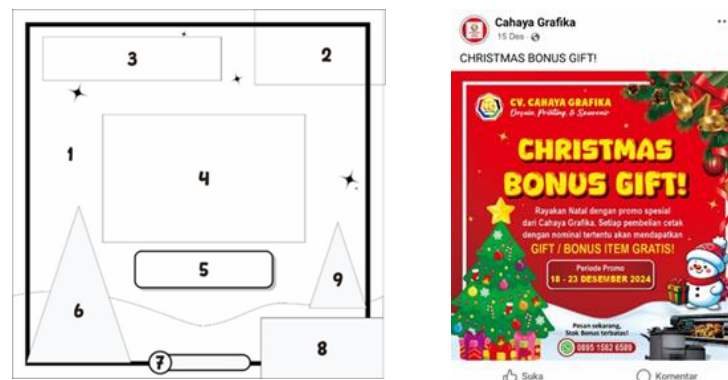 3
2
1
4
5
9
6
7
8
Cahaya Grafika
15 Des
CHRISTMAS BONUS GIFT!
CV. CAHAYA GRAFIKA
Desain, Printing & Souvenir
CHRISTMAS
BONUS GIFT!
Rayakan Natal dengan promo spesial
dari Cahaya Grafika. Setiap pembelian cetak
dengan nominal tertentu akan mendapatkan
GIFT / BONUS ITEM GRATIS!
Periode Promo
18 - 23 DESEMBER 2024
Pesan sekarang,
Stok Bonus terbatas!
0895 1562 6509
Suka
Komentar